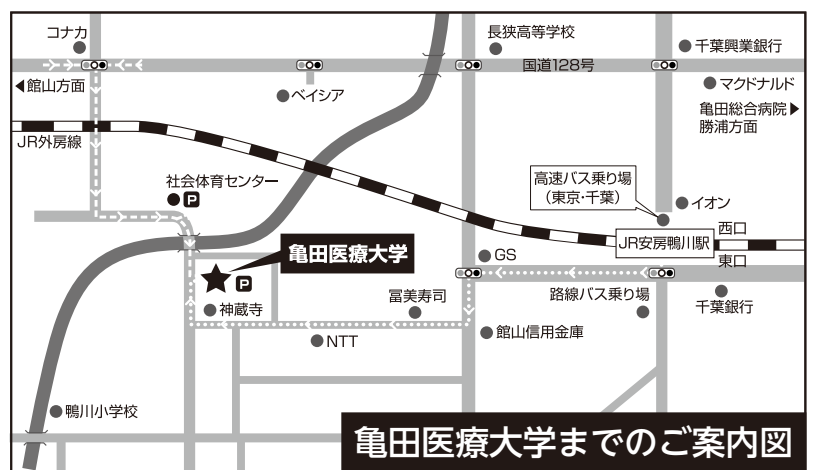 コナカ
長狭高等学校
千葉興業銀行
国道128号
◀館山方面
ベイシア
マクドナルド
亀田総合病院▶
勝浦方面
JR外房線
社会体育センター
P
高速バス乗り場
（東京・千葉）
イオン
西口
JR安房鴨川駅
東口
亀田医療大学
GS
P
神蔵寺
冨美寿司
路線バス乗り場
千葉銀行
NTT
館山信用金庫
鴨川小学校
亀田医療大学までのご案内図